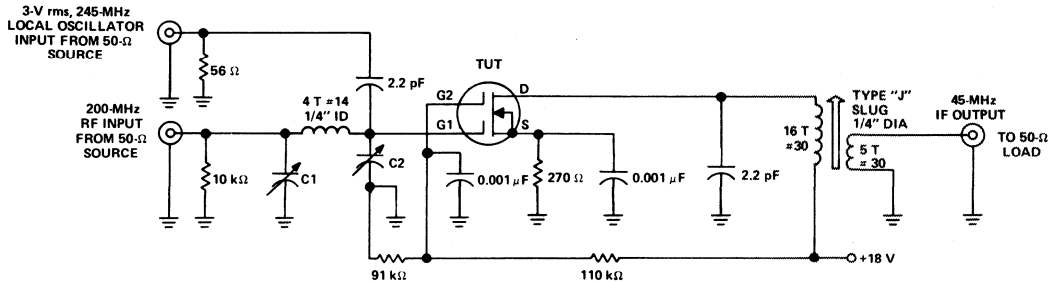 3-V rms, 245-MHz
LOCAL OSCILLATOR
INPUT FROM 50-Ω
SOURCE
56 Ω
2.2 pF
TUT
G2
D
G1
S
200-MHz
RF INPUT
FROM 50-Ω
SOURCE
4 T #14
1/4" ID
10 kΩ
C1
C2
0.001 μF
270 Ω
0.001 μF
2.2 pF
16 T
#30
TYPE "J"
SLUG
1/4" DIA
5 T
# 30
45-MHz
IF OUTPUT
TO 50-Ω
LOAD
91 kΩ
110 kΩ
+18 V